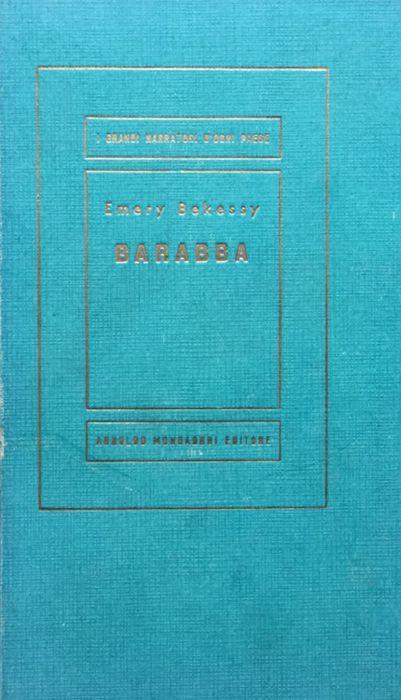 I GRANDI NARRATORI D'OGNI PAESE
Emery Bekessy
BARABBA
ARNOLDO MONDADORI EDITORE